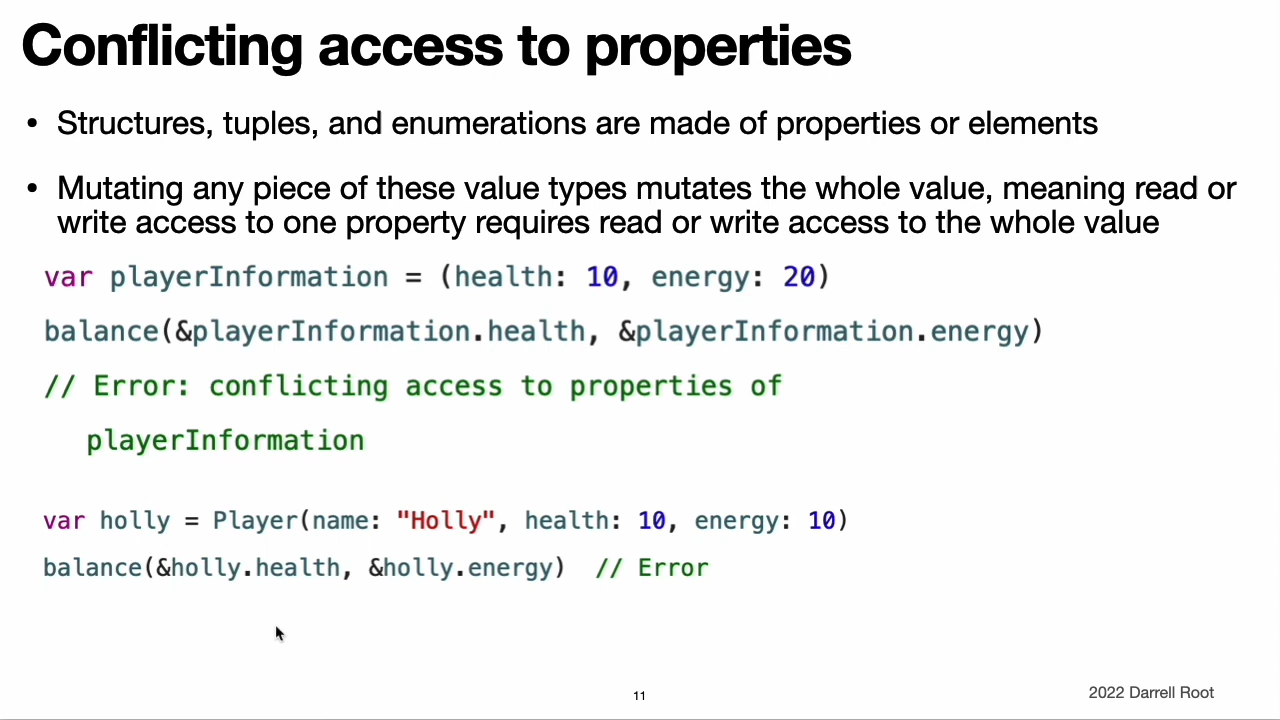 Conflicting access to properties
• Structures, tuples, and enumerations are made of properties or elements
• Mutating any piece of these value types mutates the whole value, meaning read or
write access to one property requires read or write access to the whole value
var playerInformation = (health: 10, energy: 20)
balance(&playerInformation.health, &playerInformation.energy)
// Error: conflicting access to properties of
playerInformation
var holly = Player(name: "Holly", health: 10, energy: 10)
balance(&holly.health, &holly.energy)  // Error
11
2022 Darrell Root